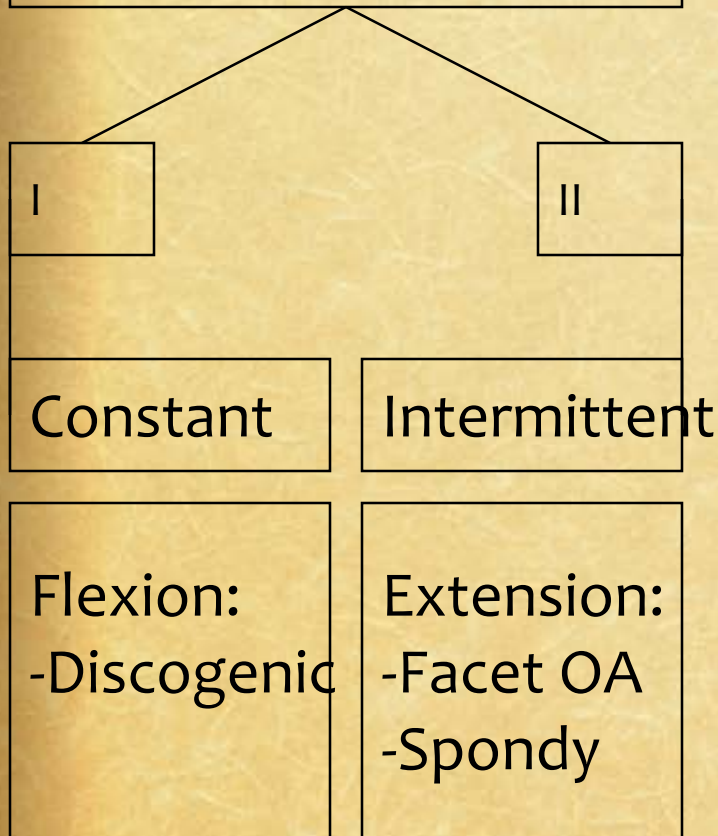 I
II
Constant
Intermittent
Flexion:
-Discogenic
Extension:
-Facet OA
-Spondy